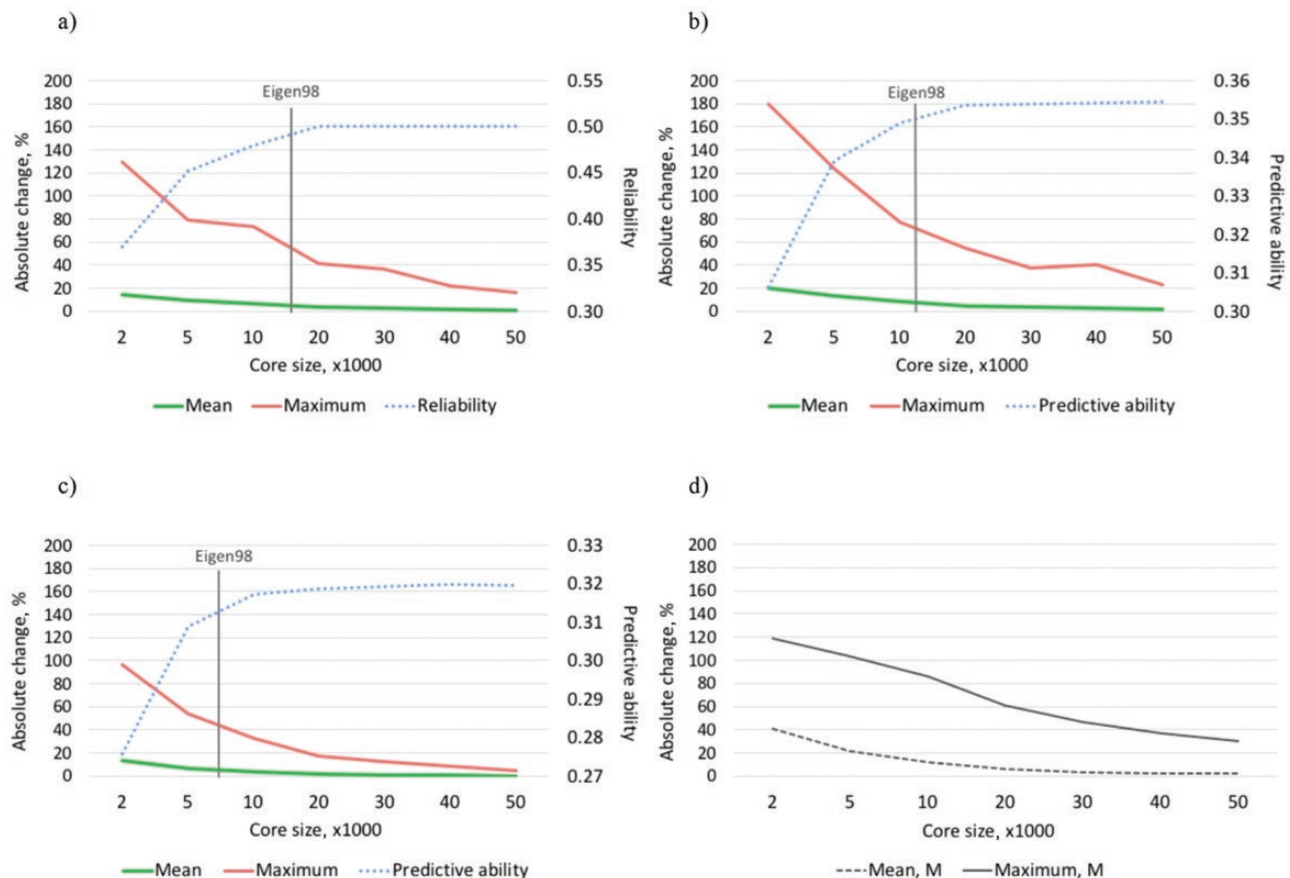 a)
Eigen98
200
180
160
140
120
100
80
60
40
20
0
Absolute change, %
0.55
0.50
0.45
0.40
0.35
0.30
Reliability
2 5 10 20 30 40 50
Core size, x1000
Mean Maximum Reliability
b)
Eigen98
200
180
160
140
120
100
80
60
40
20
0
Absolute change, %
0.36
0.35
0.34
0.33
0.32
0.31
0.30
Predictive ability
2 5 10 20 30 40 50
Core size, x1000
Mean Maximum Predictive ability
c)
Eigen98
200
180
160
140
120
100
80
60
40
20
0
Absolute change, %
0.33
0.32
0.31
0.30
0.29
0.28
0.27
Predictive ability
2 5 10 20 30 40 50
Core size, x1000
Mean Maximum Predictive ability
d)
200
180
160
140
120
100
80
60
40
20
0
Absolute change, %
2 5 10 20 30 40 50
Core size, x1000
Mean, M Maximum, M